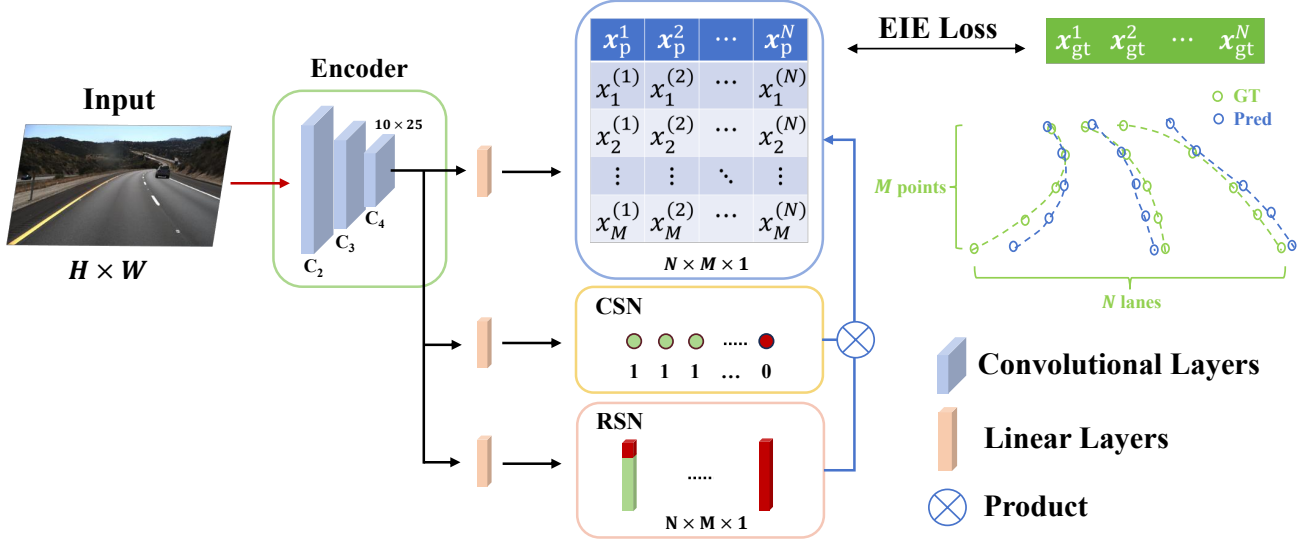 Input
H × W
Encoder
10 × 25
C₂
C₃
C₄
x_p^1 x_p^2 ⋯ x_p^N
x_1^(1) x_1^(2) ⋯ x_1^(N)
x_2^(1) x_2^(2) ⋯ x_2^(N)
⋮ ⋮ ⋱ ⋮
x_M^(1) x_M^(2) ⋯ x_M^(N)
N × M × 1
EIE Loss
x_gt^1 x_gt^2 ⋯ x_gt^N
GT
Pred
M points
N lanes
CSN
.....
1 1 1 ... 0
RSN
.....
N × M × 1
Convolutional Layers
Linear Layers
Product